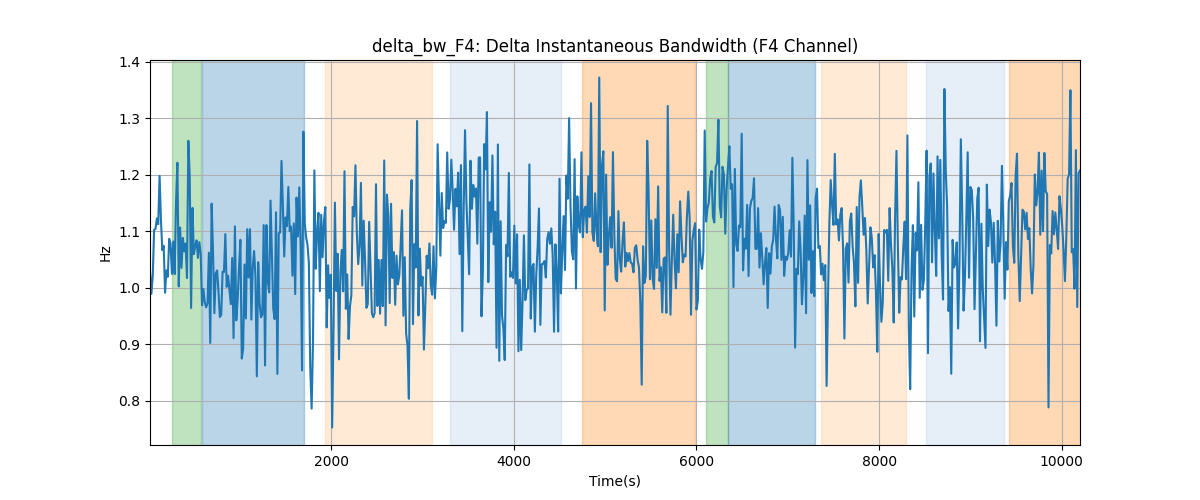 delta_bw_F4: Delta Instantaneous Bandwidth (F4 Channel)
1.4
1.3
1.2
1.1
1.0
0.9
0.8
Hz
2000 4000 6000 8000 10000
Time(s)